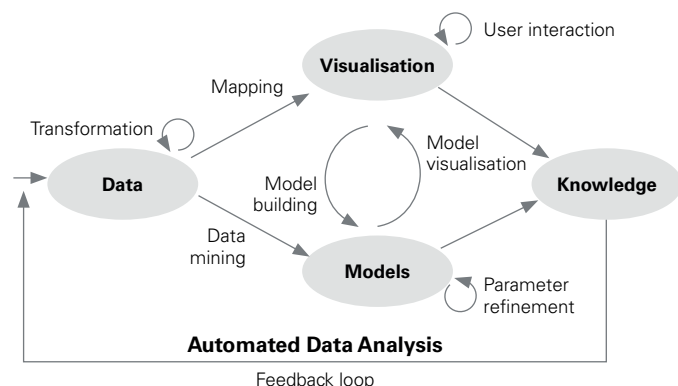 User interaction
Visualisation
Mapping
Transformation
Model
visualisation
Data
Knowledge
Model
building
Data
mining
Models
Parameter
refinement
Automated Data Analysis
Feedback loop